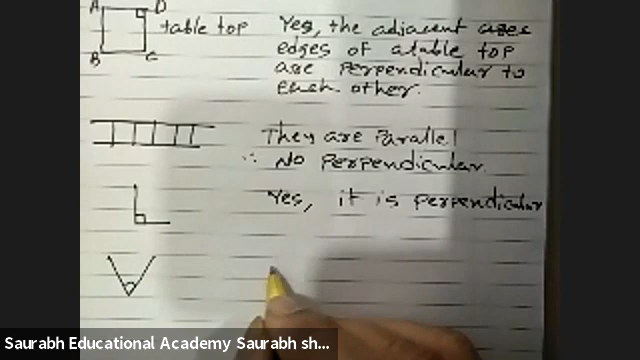 A D
table top
B C
Yes, the adjacent
edges of a table top
are perpendicular to
each other.
They are Parallel
∴ No perpendicular
Yes, it is perpendicular
Saurabh Educational Academy Saurabh sh...